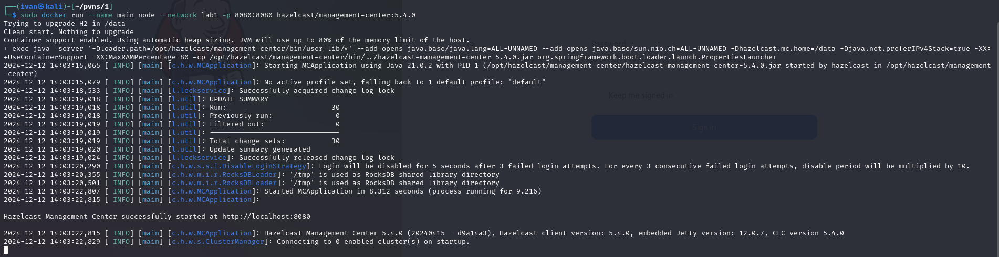 ┌──(ivan㉿kali)-[~/pvns/1]
└─$ sudo docker run --name main_node --network lab1 -p 8080:8080 hazelcast/management-center:5.4.0
Trying to upgrade H2 in /data
Clean start. Nothing to upgrade
Container support enabled. Using automatic heap sizing. JVM will use up to 80% of the memory limit of the host.
+ exec java -server '-Dloader.path=/opt/hazelcast/management-center/bin/user-lib/*' --add-opens java.base/java.lang=ALL-UNNAMED --add-opens java.base/sun.nio.ch=ALL-UNNAMED -Dhazelcast.mc.home=/data -Djava.net.preferIPv4Stack=true -XX:
+UseContainerSupport -XX:MaxRAMPercentage=80 -cp /opt/hazelcast/management-center/bin/../hazelcast-management-center-5.4.0.jar org.springframework.boot.loader.launch.PropertiesLauncher
2024-12-12 14:03:15,065 [ INFO] [main] [c.h.w.MCApplication]: Starting MCApplication using Java 21.0.2 with PID 1 (/opt/hazelcast/management-center/hazelcast-management-center-5.4.0.jar started by hazelcast in /opt/hazelcast/management
-center)
2024-12-12 14:03:15,079 [ INFO] [main] [c.h.w.MCApplication]: No active profile set, falling back to 1 default profile: "default"
2024-12-12 14:03:18,533 [ INFO] [main] [l.lockservice]: Successfully acquired change log lock
2024-12-12 14:03:19,018 [ INFO] [main] [l.util]: UPDATE SUMMARY
2024-12-12 14:03:19,018 [ INFO] [main] [l.util]: Run:                         30
2024-12-12 14:03:19,018 [ INFO] [main] [l.util]: Previously run:               0
2024-12-12 14:03:19,019 [ INFO] [main] [l.util]: Filtered out:                 0
2024-12-12 14:03:19,019 [ INFO] [main] [l.util]: -------------------------------
2024-12-12 14:03:19,019 [ INFO] [main] [l.util]: Total change sets:           30
2024-12-12 14:03:19,020 [ INFO] [main] [l.util]: Update summary generated
2024-12-12 14:03:19,024 [ INFO] [main] [l.lockservice]: Successfully released change log lock
2024-12-12 14:03:20,290 [ INFO] [main] [c.h.w.s.s.i.DisableLoginStrategy]: Login will be disabled for 5 seconds after 3 failed login attempts. For every 3 consecutive failed login attempts, disable period will be multiplied by 10.
2024-12-12 14:03:20,355 [ INFO] [main] [c.h.w.m.i.r.RocksDBLoader]: '/tmp' is used as RocksDB shared library directory
2024-12-12 14:03:20,501 [ INFO] [main] [c.h.w.m.i.r.RocksDBLoader]: '/tmp' is used as RocksDB shared library directory
2024-12-12 14:03:22,807 [ INFO] [main] [c.h.w.MCApplication]: Started MCApplication in 8.312 seconds (process running for 9.216)
2024-12-12 14:03:22,815 [ INFO] [main] [c.h.w.MCApplication]:
Hazelcast Management Center successfully started at http://localhost:8080
2024-12-12 14:03:22,815 [ INFO] [main] [c.h.w.MCApplication]: Hazelcast Management Center 5.4.0 (20240415 - d9a14a3), Hazelcast client version: 5.4.0, embedded Jetty version: 12.0.7, CLC version 5.4.0
2024-12-12 14:03:22,829 [ INFO] [main] [c.h.w.s.ClusterManager]: Connecting to 0 enabled cluster(s) on startup.
Password
Keep me signed in
Sign in